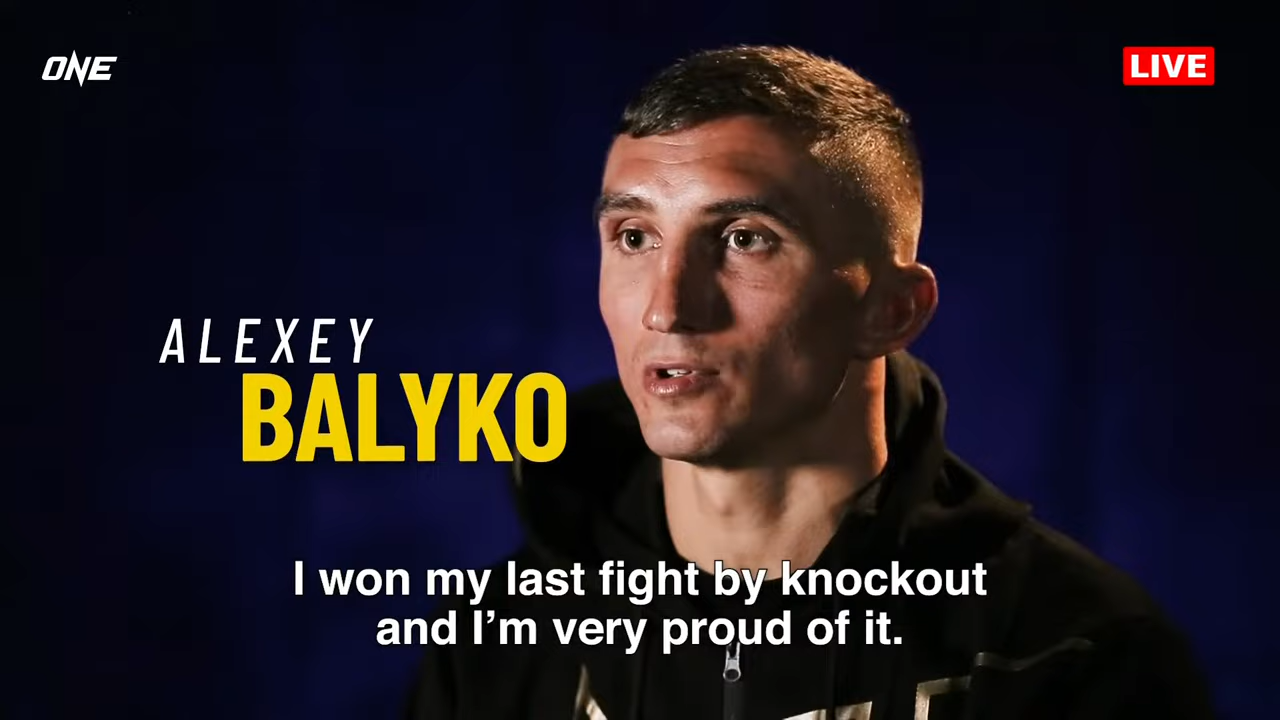 ONE
LIVE
ALEXEY
BALYKO
I won my last fight by knockout
and I’m very proud of it.